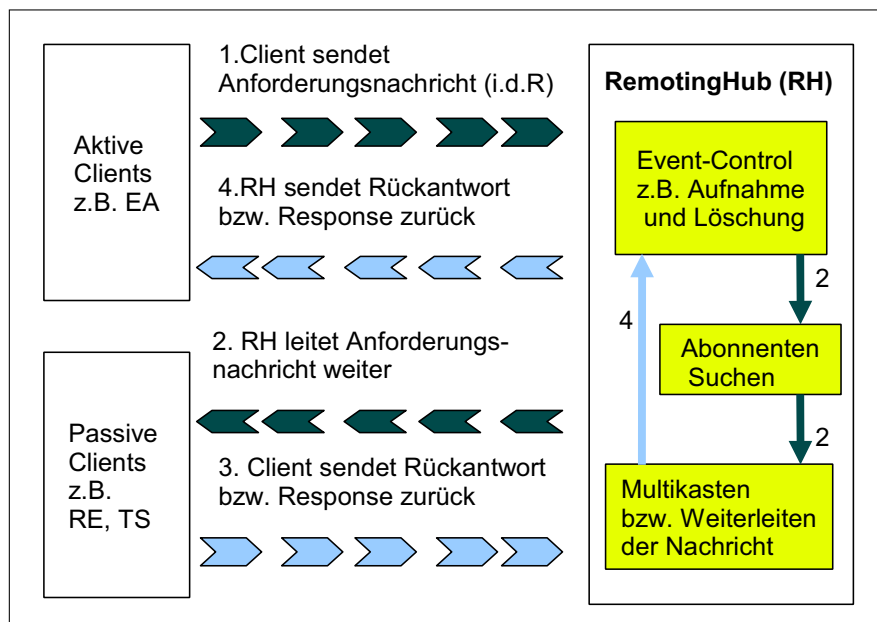 1.Client sendet
Anforderungsnachricht (i.d.R)
Aktive
Clients
z.B. EA
4.RH sendet Rückantwort
bzw. Response zurück
2. RH leitet Anforderungs-
nachricht weiter
Passive
Clients
z.B.
RE, TS
3. Client sendet Rückantwort
bzw. Response zurück
RemotingHub (RH)
Event-Control
z.B. Aufnahme
und Löschung
2
4
Abonnenten
Suchen
2
Multikasten
bzw. Weiterleiten
der Nachricht